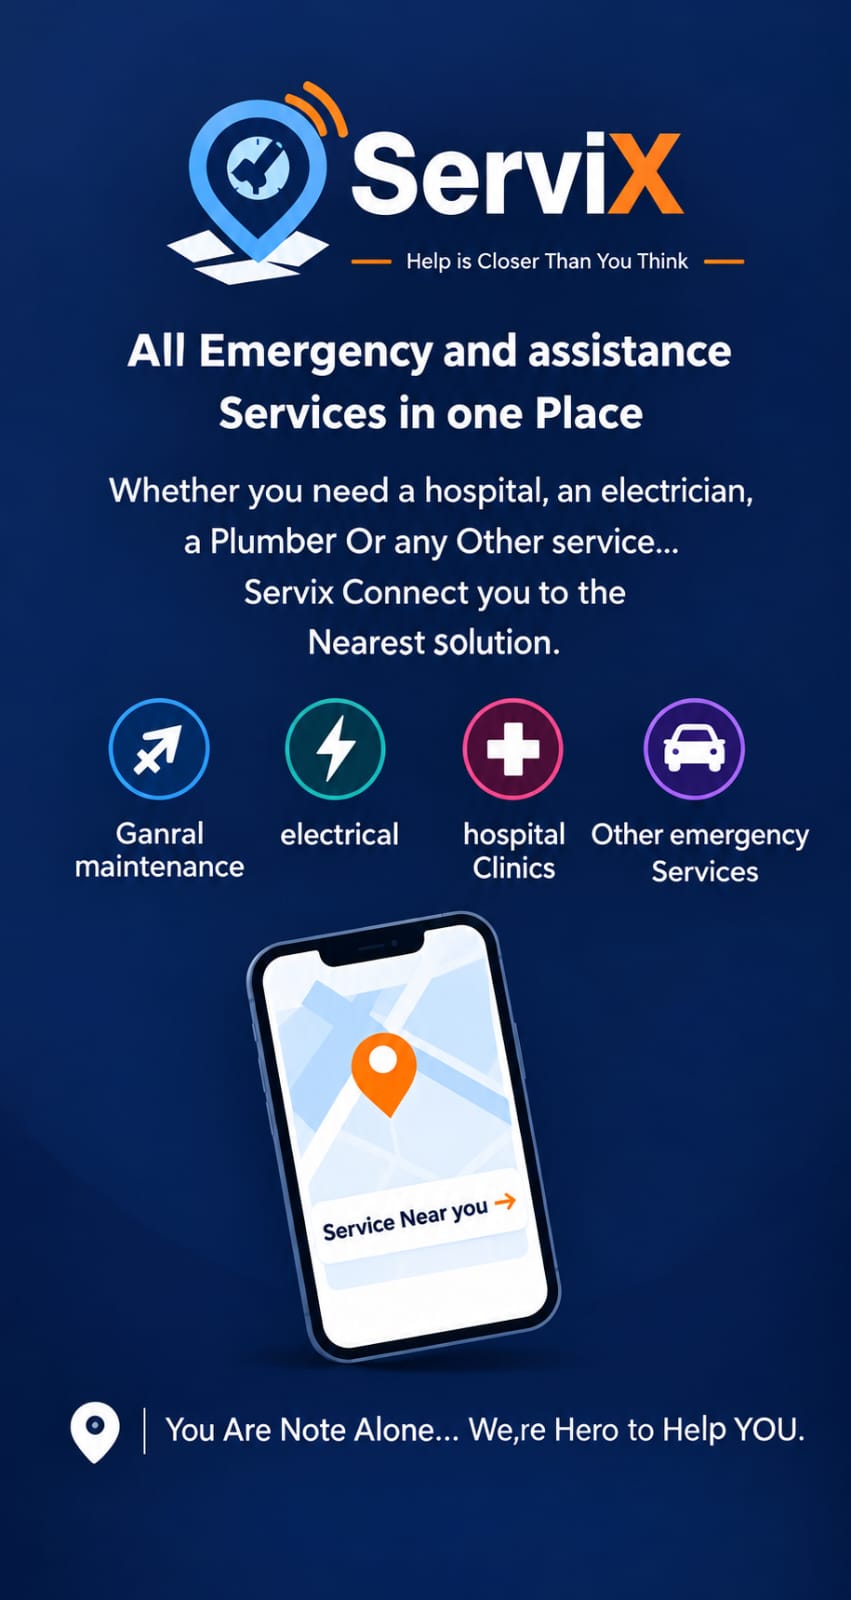 ServiX
Help is Closer Than You Think
All Emergency and assistance
Services in one Place
Whether you need a hospital, an electrician,
a Plumber Or any Other service...
Servix Connect you to the
Nearest solution.
Ganral
maintenance
electrical
hospital
Clinics
Other emergency
Services
Service Near you →
You Are Note Alone... We,re Hero to Help YOU.